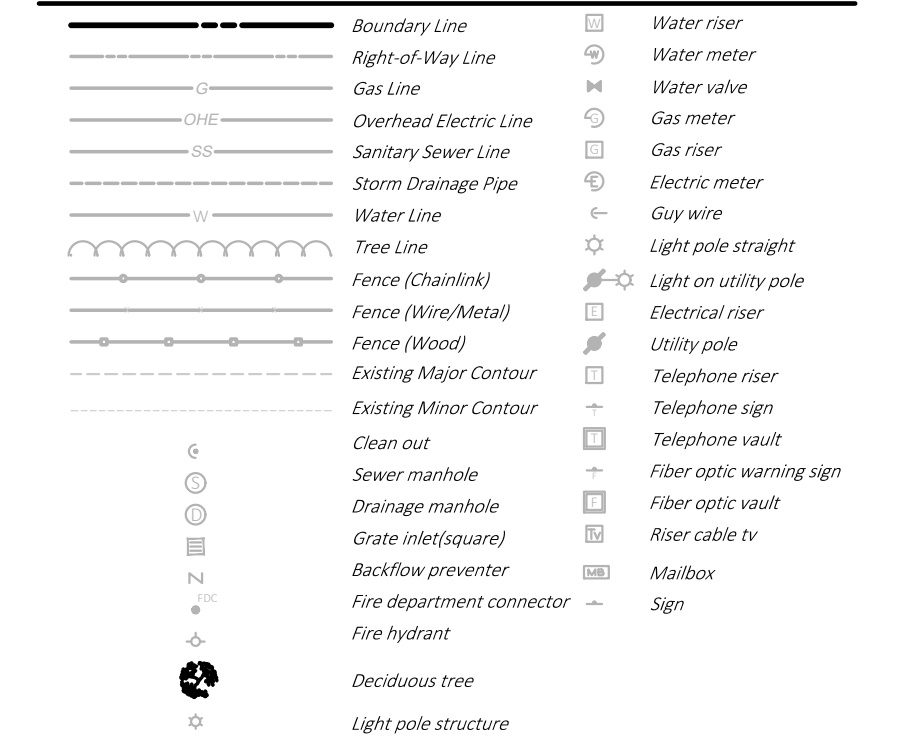 Boundary Line
Right-of-Way Line
G Gas Line
OHE Overhead Electric Line
SS Sanitary Sewer Line
Storm Drainage Pipe
W Water Line
Tree Line
Fence (Chainlink)
Fence (Wire/Metal)
Fence (Wood)
Existing Major Contour
Existing Minor Contour
Clean out
S Sewer manhole
D Drainage manhole
Grate inlet(square)
N Backflow preventer
FDC Fire department connector
Fire hydrant
Deciduous tree
Light pole structure
W Water riser
W Water meter
Water valve
G Gas meter
G Gas riser
E Electric meter
Guy wire
Light pole straight
Light on utility pole
E Electrical riser
Utility pole
T Telephone riser
T Telephone sign
T Telephone vault
F Fiber optic warning sign
F Fiber optic vault
Tv Riser cable tv
MB Mailbox
Sign